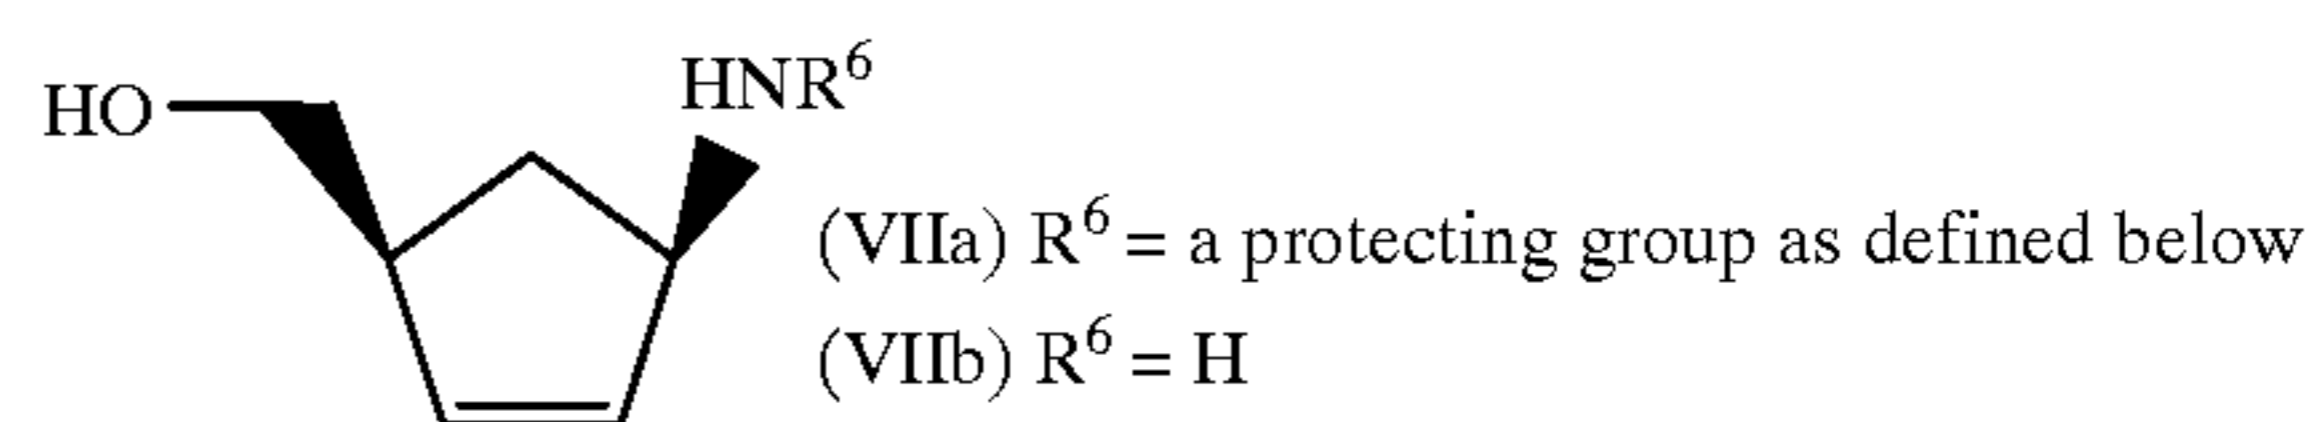 HO
HNR⁶
(VIIa) R⁶ = a protecting group as defined below
(VIIb) R⁶ = H